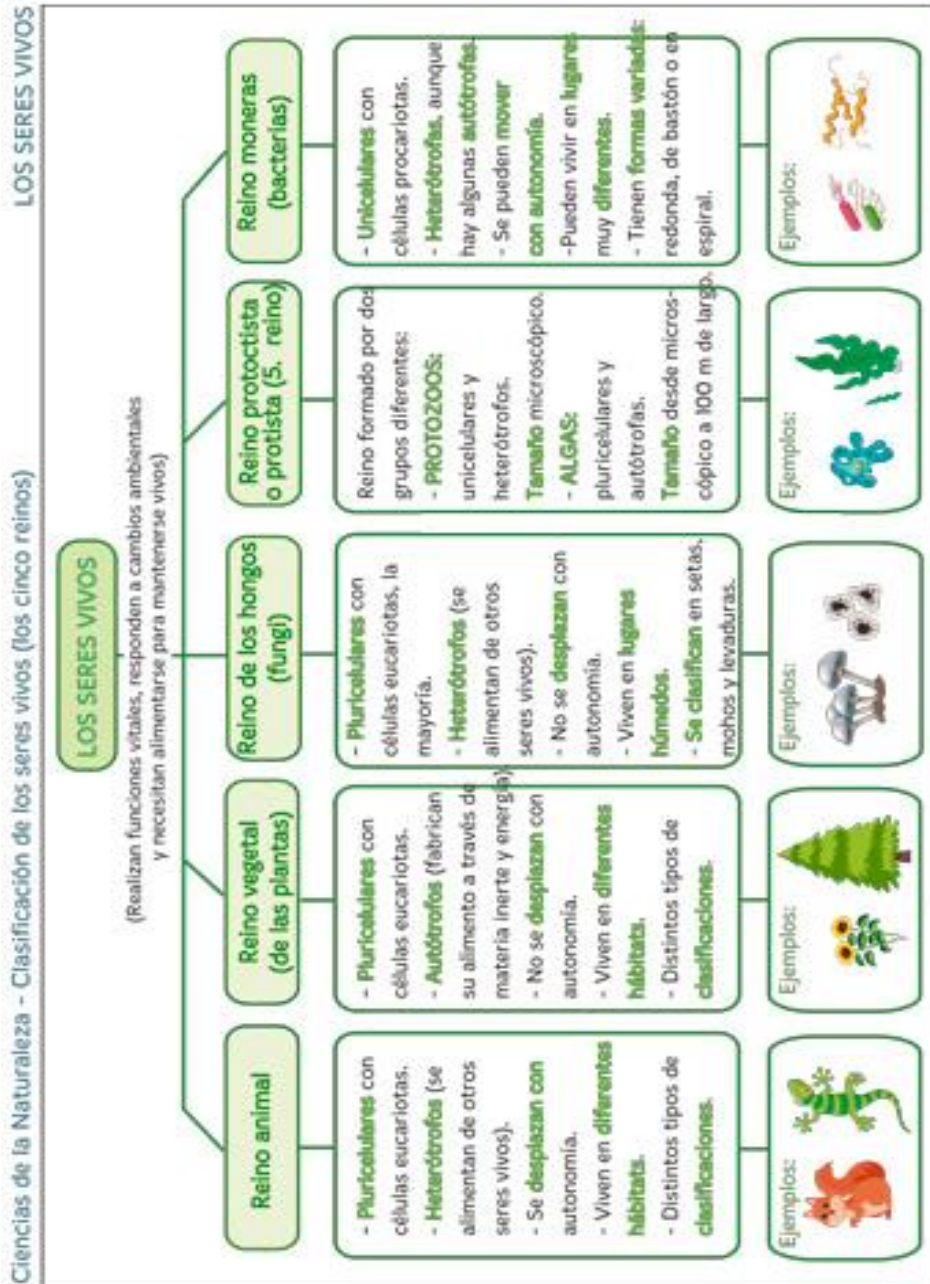 Ciencias de la Naturaleza - Clasificación de los seres vivos (los cinco reinos)
LOS SERES VIVOS
LOS SERES VIVOS
(Realizan funciones vitales, responden a cambios ambientales
y necesitan alimentarse para mantenerse vivos)
Reino animal
- Pluricelulares con
células eucariotas.
- Heterótrofos (se
alimentan de otros
seres vivos).
- Se desplazan con
autonomía.
- Viven en diferentes
hábitats.
- Distintos tipos de
clasificaciones.
Ejemplos:
Reino vegetal
(de las plantas)
- Pluricelulares con
células eucariotas.
- Autótrofos (fabrican
su alimento a través de
materia inerte y energía).
- No se desplazan con
autonomía.
- Viven en diferentes
hábitats.
- Distintos tipos de
clasificaciones.
Ejemplos:
Reino de los hongos
(fungi)
- Pluricelulares con
células eucariotas, la
mayoría.
- Heterótrofos (se
alimentan de otros
seres vivos).
- No se desplazan con
autonomía.
- Viven en lugares
húmedos.
- Se clasifican en setas,
mohos y levaduras.
Ejemplos:
Reino protoctista
o protista (5. reino)
Reino formado por dos
grupos diferentes:
- PROTOZOOS:
unicelulares y
heterótrofos.
Tamaño microscópico.
- ALGAS:
pluricelulares y
autótrofas.
Tamaño desde micros-
cópico a 100 m de largo.
Ejemplos:
Reino moneras
(bacterias)
- Unicelulares con
células procariotas.
- Heterótrofas, aunque
hay algunas autótrofas.
- Se pueden mover
con autonomía.
-Pueden vivir en lugares
muy diferentes.
- Tienen formas variadas:
redonda, de bastón o en
espiral.
Ejemplos: